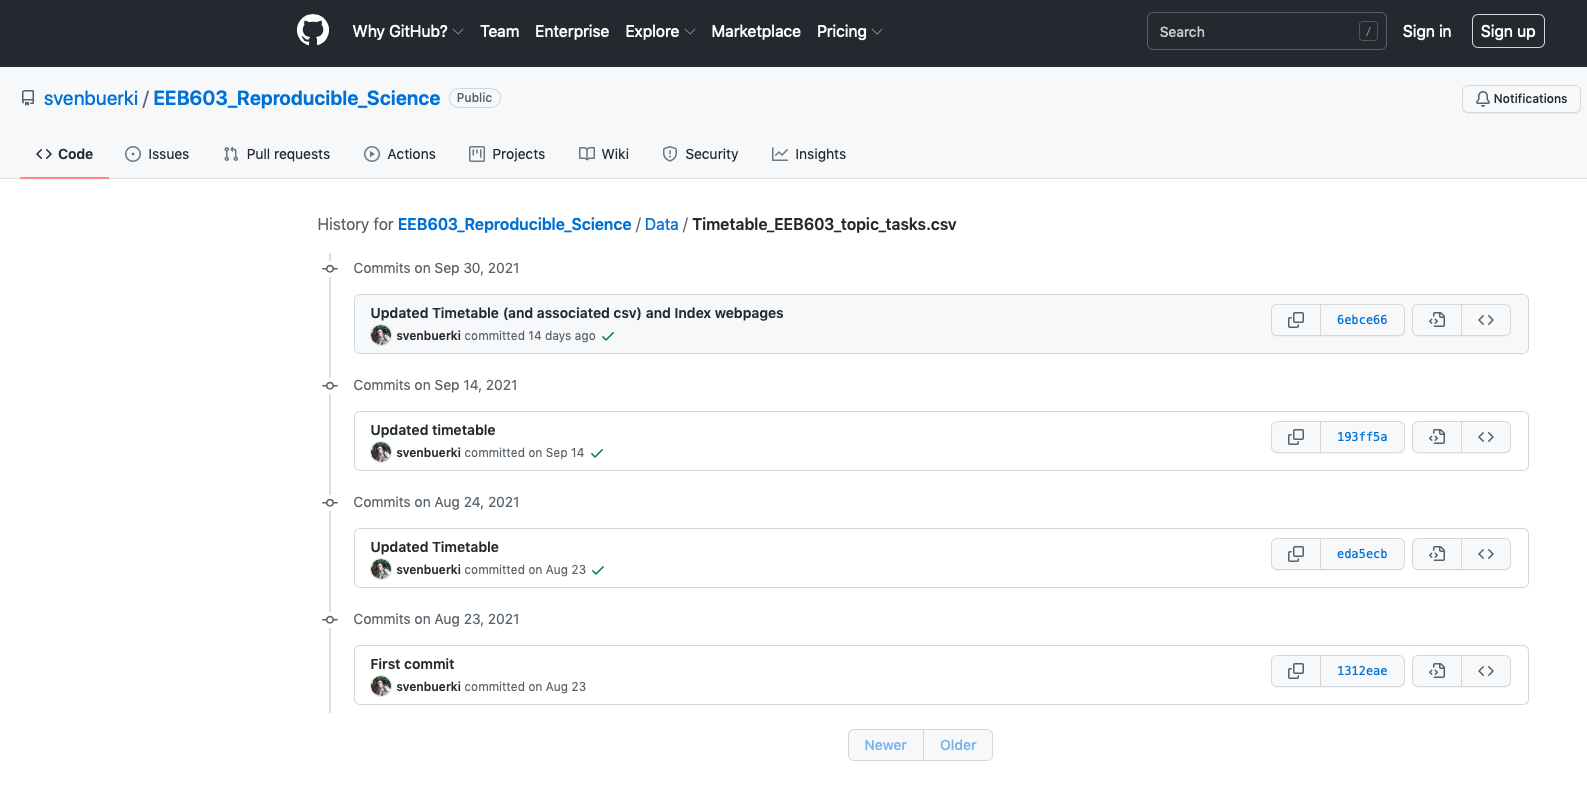 Why GitHub? Team Enterprise Explore Marketplace Pricing Search / Sign in Sign up
svenbuerki / EEB603_Reproducible_Science Public Notifications
Code Issues Pull requests Actions Projects Wiki Security Insights
History for EEB603_Reproducible_Science / Data / Timetable_EEB603_topic_tasks.csv
Commits on Sep 30, 2021
Updated Timetable (and associated csv) and Index webpages
svenbuerki committed 14 days ago
6ebce66
Commits on Sep 14, 2021
Updated timetable
svenbuerki committed on Sep 14
193ff5a
Commits on Aug 24, 2021
Updated Timetable
svenbuerki committed on Aug 23
eda5ecb
Commits on Aug 23, 2021
First commit
svenbuerki committed on Aug 23
1312eae
Newer Older